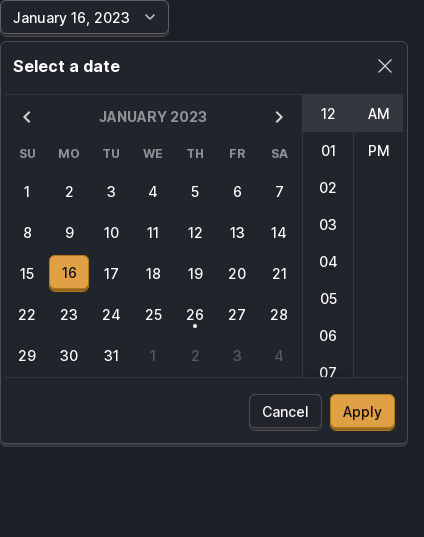 January 16, 2023
Select a date
JANUARY 2023
SU MO TU WE TH FR SA
1 2 3 4 5 6 7
8 9 10 11 12 13 14
15 16 17 18 19 20 21
22 23 24 25 26 27 28
29 30 31 1 2 3 4
12 AM
01 PM
02
03
04
05
06
07
Cancel Apply